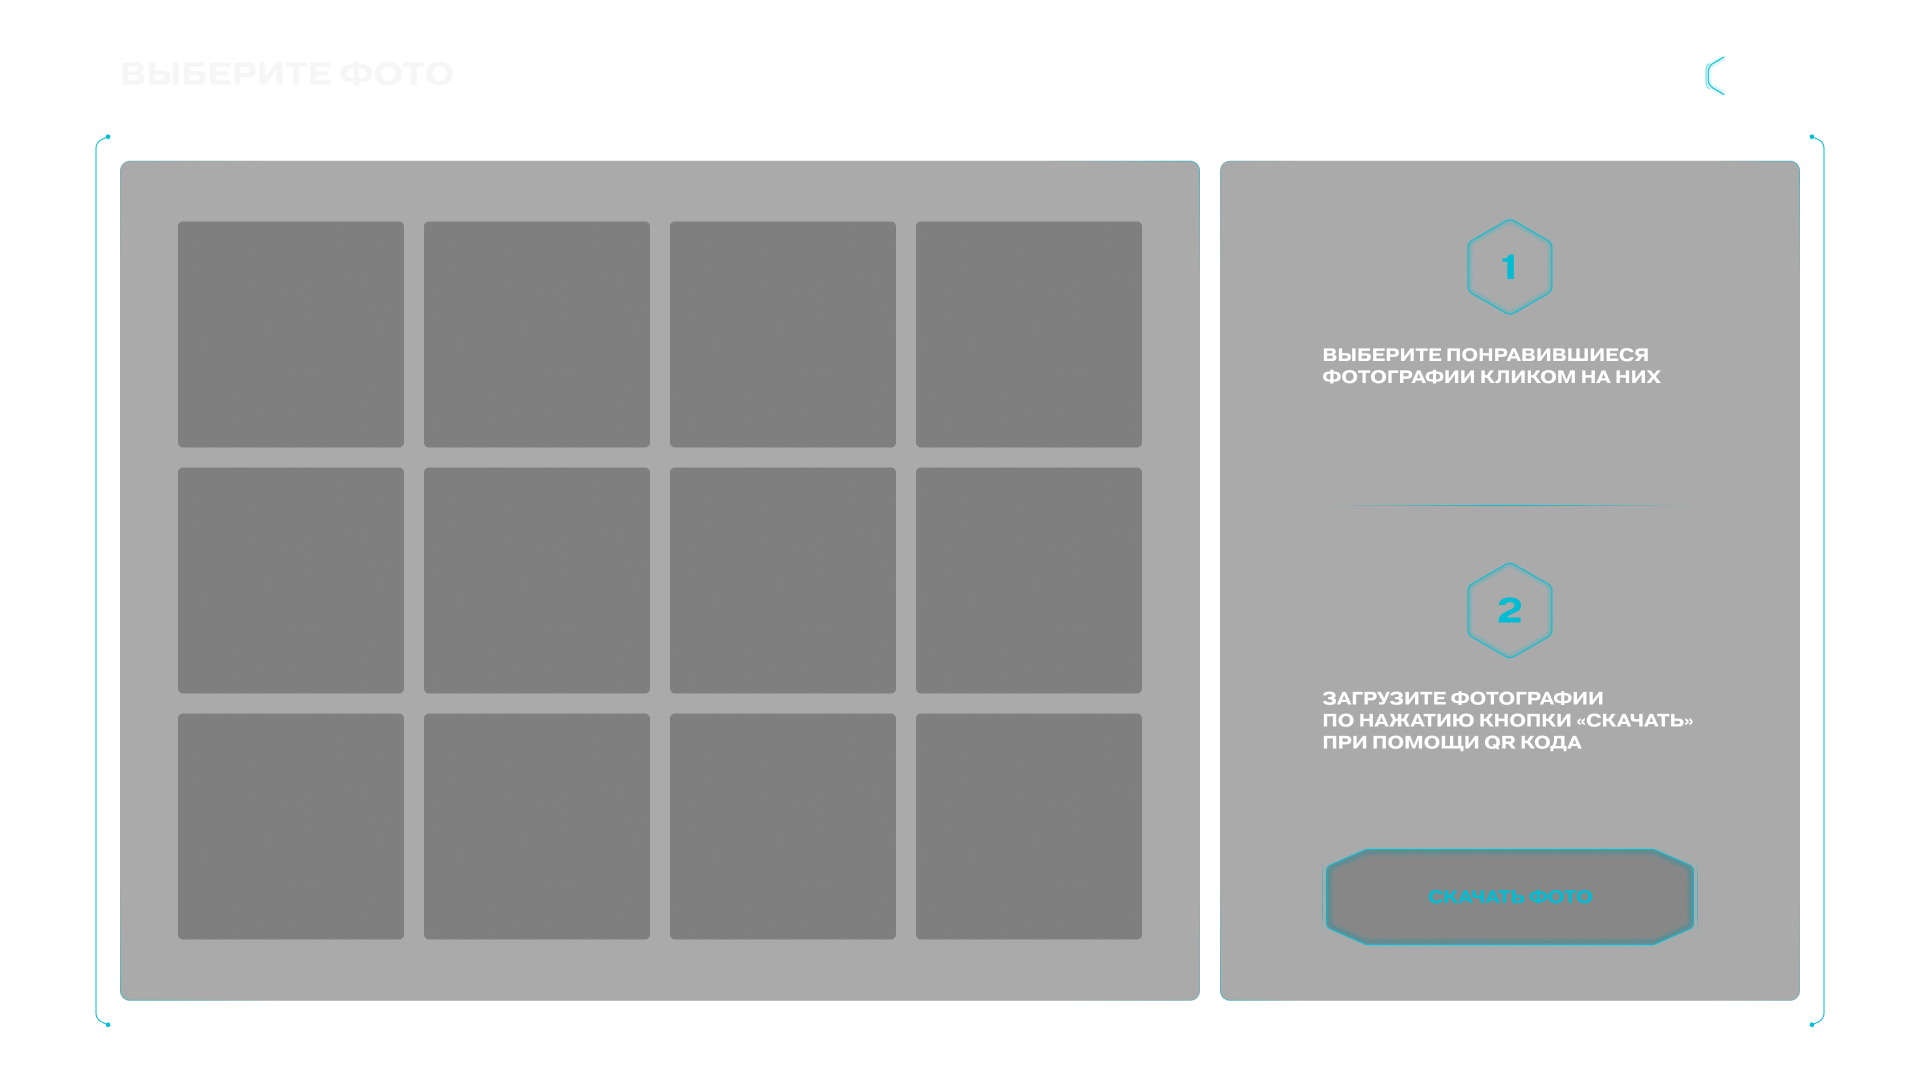 ВЫБЕРИТЕ ФОТО
1
ВЫБЕРИТЕ ПОНРАВИВШИЕСЯ
ФОТОГРАФИИ КЛИКОМ НА НИХ
2
ЗАГРУЗИТЕ ФОТОГРАФИИ
ПО НАЖАТИЮ КНОПКИ «СКАЧАТЬ»
ПРИ ПОМОЩИ QR КОДА
СКАЧАТЬ ФОТО